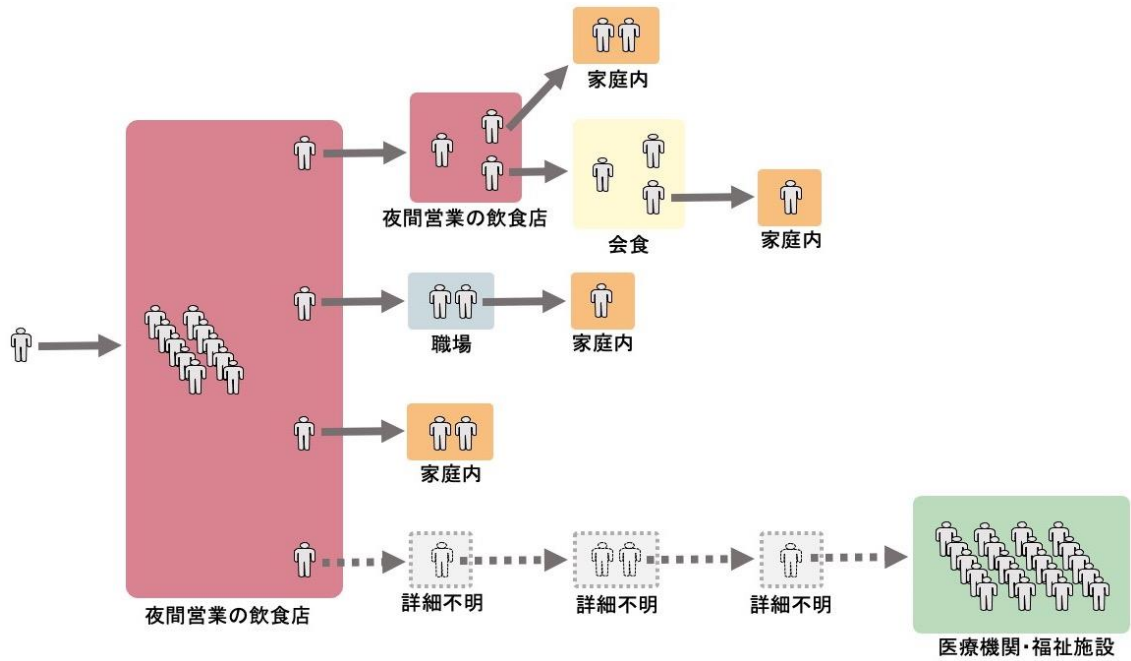 家庭内
夜間営業の飲食店
会食
家庭内
職場
家庭内
家庭内
詳細不明
詳細不明
詳細不明
夜間営業の飲食店
医療機関・福祉施設